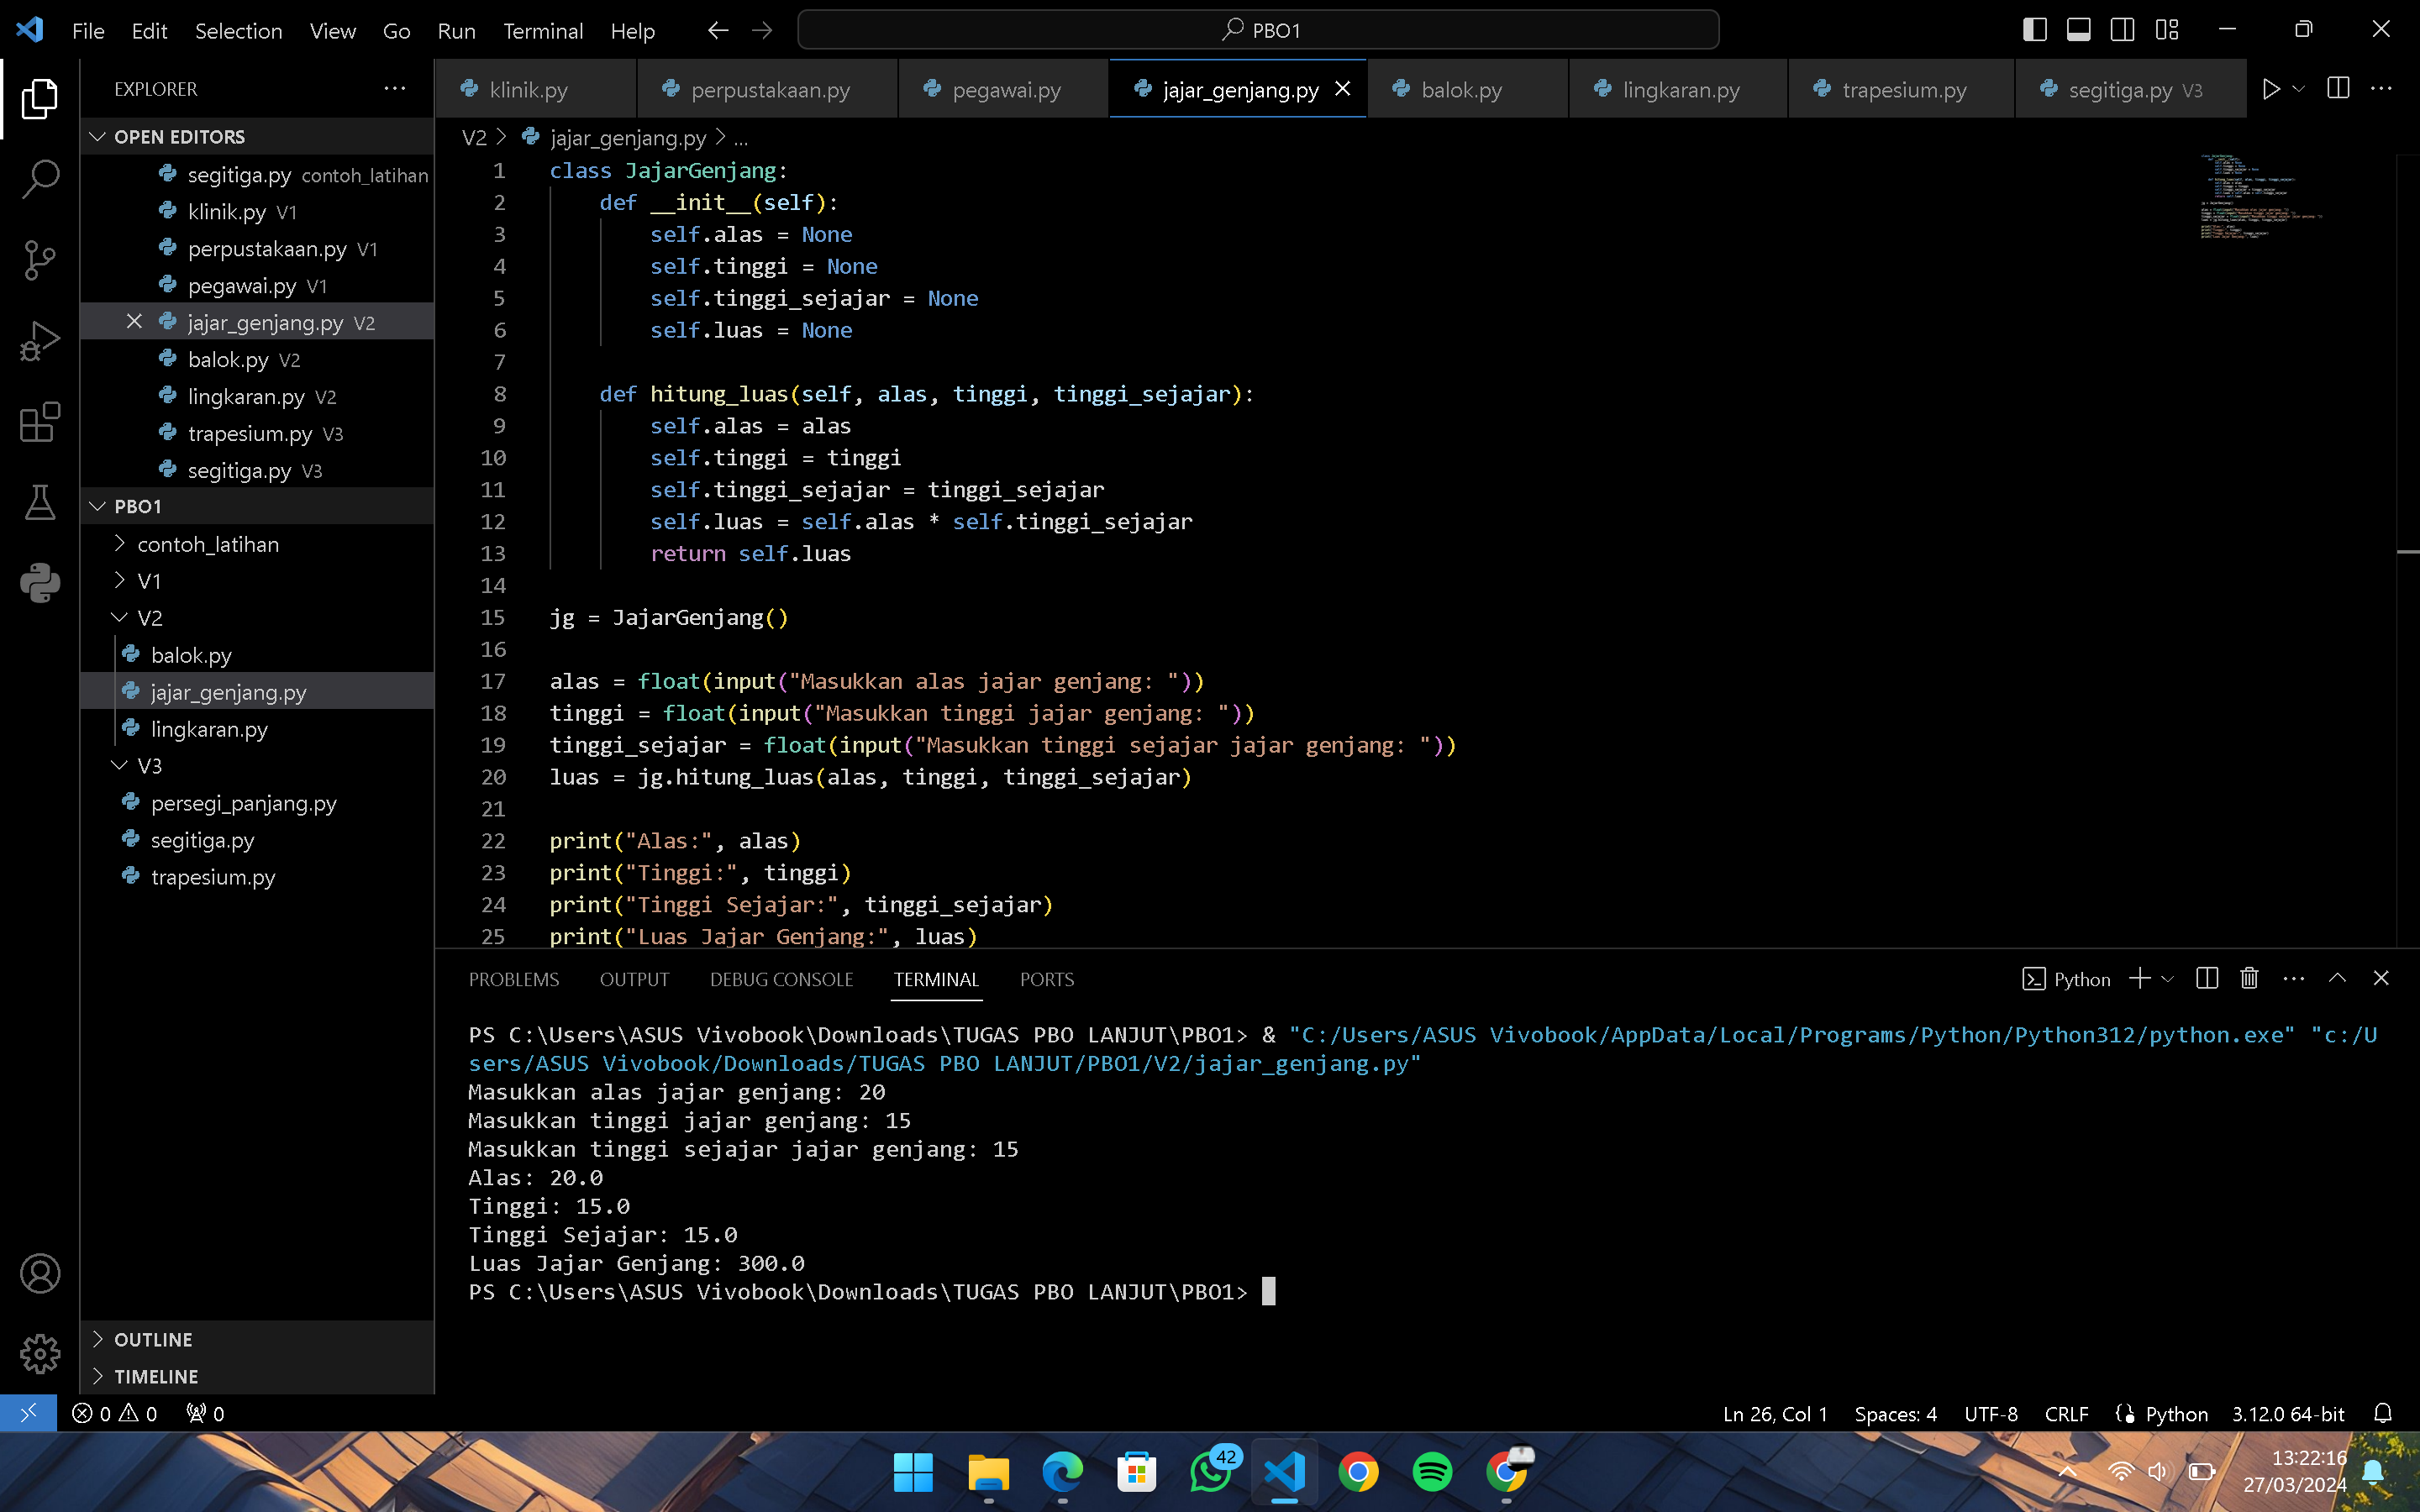 File Edit Selection View Go Run Terminal Help PBO1
EXPLORER
OPEN EDITORS
segitiga.py contoh_latihan
klinik.py V1
perpustakaan.py V1
pegawai.py V1
jajar_genjang.py V2
balok.py V2
lingkaran.py V2
trapesium.py V3
segitiga.py V3
PBO1
contoh_latihan
V1
V2
balok.py
jajar_genjang.py
lingkaran.py
V3
persegi_panjang.py
segitiga.py
trapesium.py
OUTLINE
TIMELINE
klinik.py perpustakaan.py pegawai.py jajar_genjang.py balok.py lingkaran.py trapesium.py segitiga.py V3
V2 > jajar_genjang.py > ...
1 class JajarGenjang:
2 def __init__(self):
3 self.alas = None
4 self.tinggi = None
5 self.tinggi_sejajar = None
6 self.luas = None
7
8 def hitung_luas(self, alas, tinggi, tinggi_sejajar):
9 self.alas = alas
10 self.tinggi = tinggi
11 self.tinggi_sejajar = tinggi_sejajar
12 self.luas = self.alas * self.tinggi_sejajar
13 return self.luas
14
15 jg = JajarGenjang()
16
17 alas = float(input("Masukkan alas jajar genjang: "))
18 tinggi = float(input("Masukkan tinggi jajar genjang: "))
19 tinggi_sejajar = float(input("Masukkan tinggi sejajar jajar genjang: "))
20 luas = jg.hitung_luas(alas, tinggi, tinggi_sejajar)
21
22 print("Alas:", alas)
23 print("Tinggi:", tinggi)
24 print("Tinggi Sejajar:", tinggi_sejajar)
25 print("Luas Jajar Genjang:", luas)
PROBLEMS OUTPUT DEBUG CONSOLE TERMINAL PORTS Python
PS C:\Users\ASUS Vivobook\Downloads\TUGAS PBO LANJUT\PBO1> & "C:/Users/ASUS Vivobook/AppData/Local/Programs/Python/Python312/python.exe" "c:/U
sers/ASUS Vivobook/Downloads/TUGAS PBO LANJUT/PBO1/V2/jajar_genjang.py"
Masukkan alas jajar genjang: 20
Masukkan tinggi jajar genjang: 15
Masukkan tinggi sejajar jajar genjang: 15
Alas: 20.0
Tinggi: 15.0
Tinggi Sejajar: 15.0
Luas Jajar Genjang: 300.0
PS C:\Users\ASUS Vivobook\Downloads\TUGAS PBO LANJUT\PBO1>
0 0 0 Ln 26, Col 1 Spaces: 4 UTF-8 CRLF Python 3.12.0 64-bit
42
13:22:16
27/03/2024